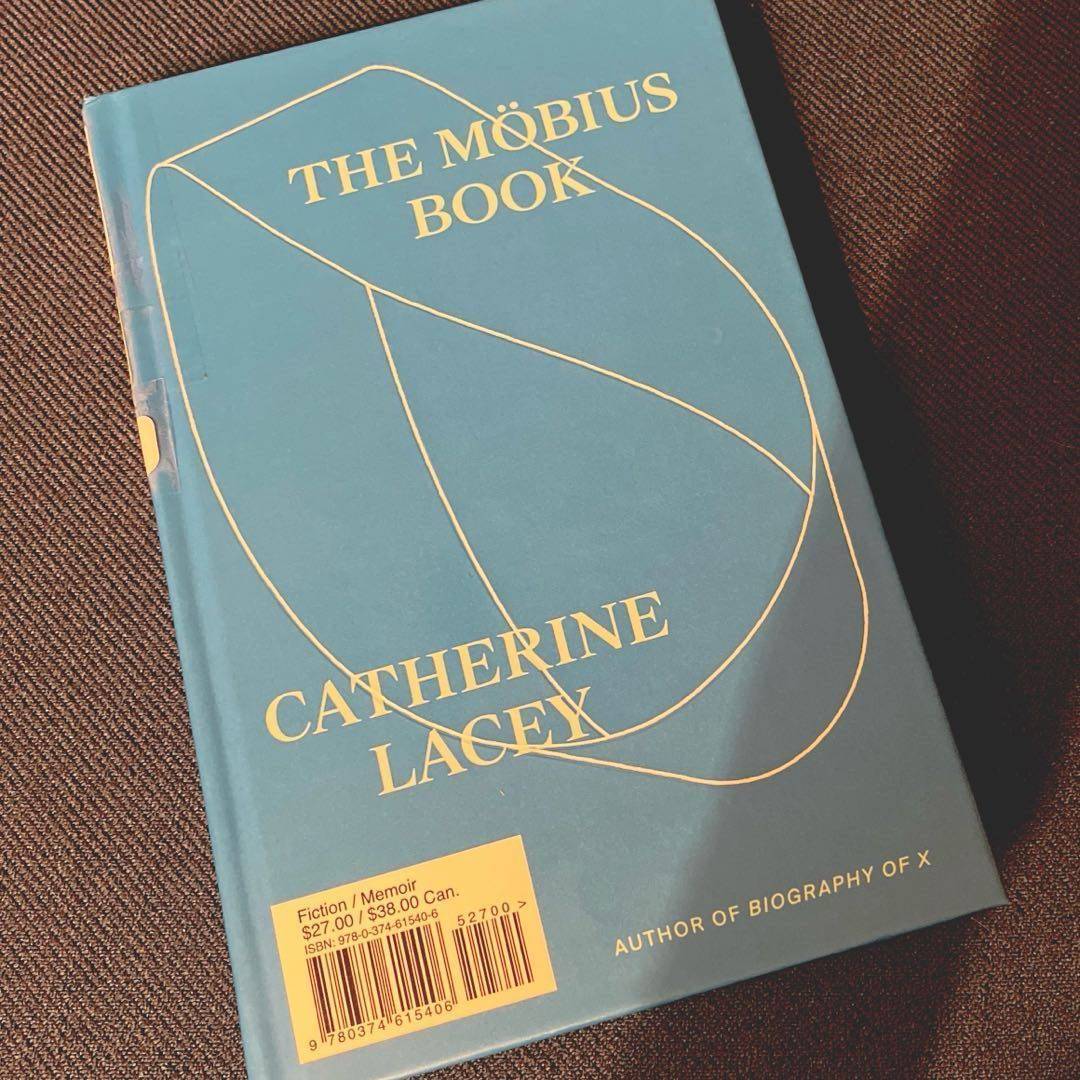 THE MÖBIUS
BOOK
CATHERINE
LACEY
Fiction / Memoir
$27.00 / $38.00 Can.
ISBN: 978-0-374-61540-6
52700 >
9 780374 615406
AUTHOR OF BIOGRAPHY OF X